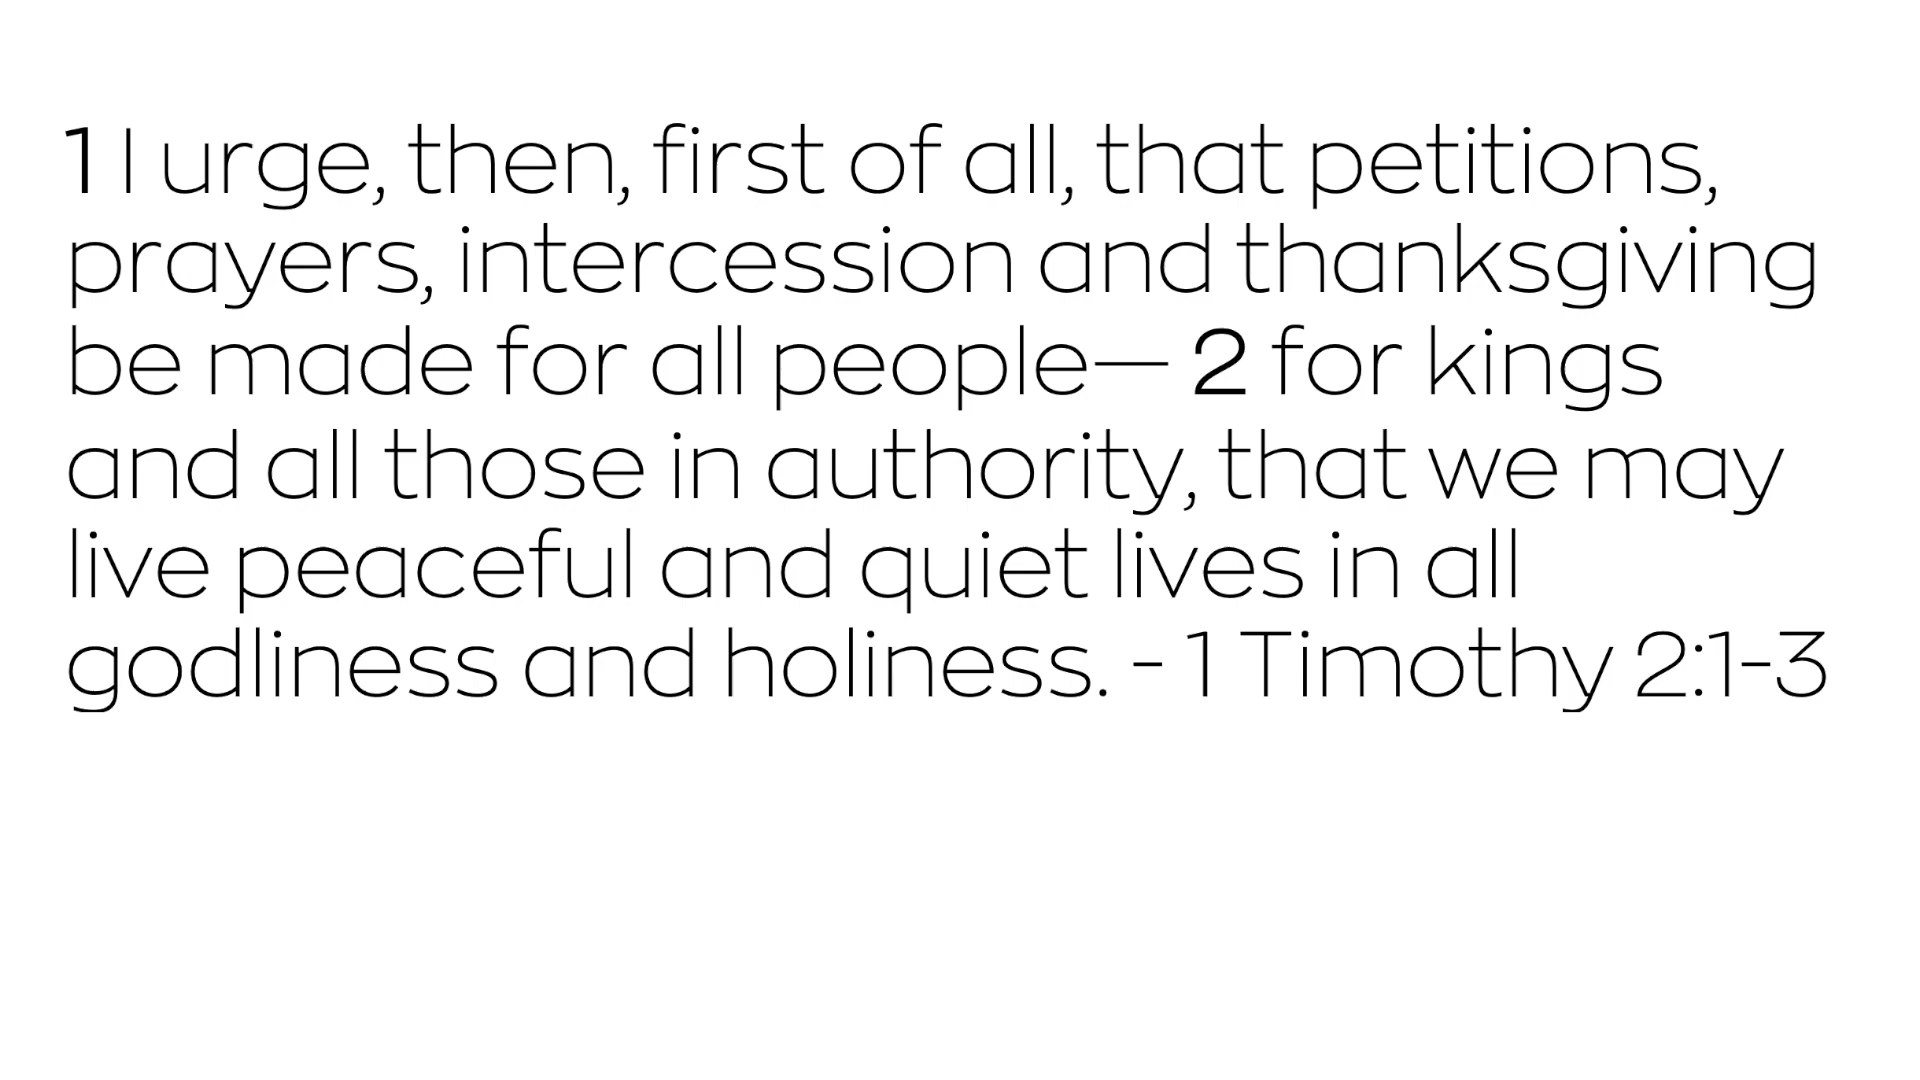 1 I urge, then, first of all, that petitions,
prayers, intercession and thanksgiving
be made for all people— 2 for kings
and all those in authority, that we may
live peaceful and quiet lives in all
godliness and holiness. - 1 Timothy 2:1-3